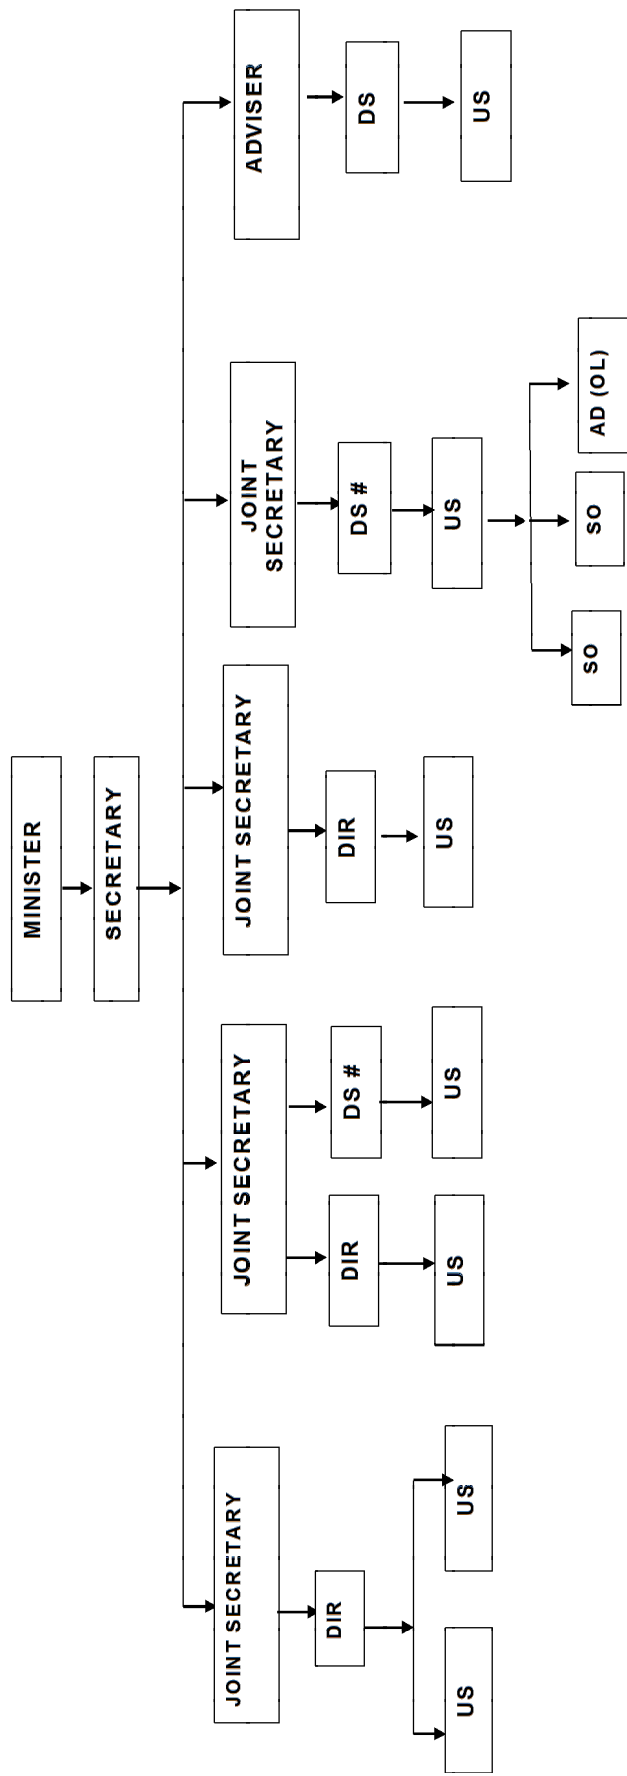 MINISTER
SECRETARY
JOINT SECRETARY
JOINT SECRETARY
JOINT SECRETARY
JOINT
SECRETARY
ADVISER
DIR
DIR
DS #
DIR
DS #
DS
US
US
US
US
US
US
US
SO
SO
AD (OL)